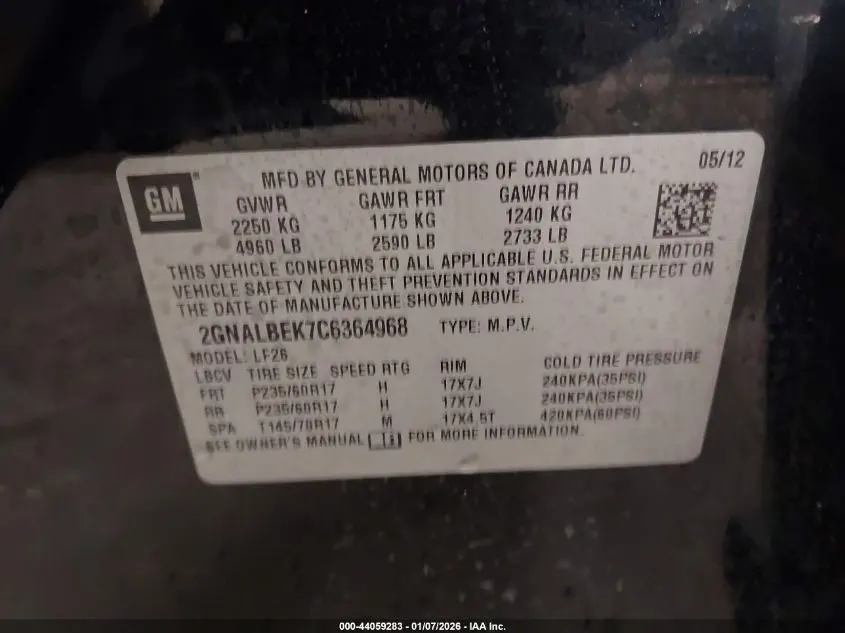 MFD BY GENERAL MOTORS OF CANADA LTD. 05/12
GM®
GVWR GAWR FRT GAWR RR
2250 KG 1175 KG 1240 KG
4960 LB 2590 LB 2733 LB
THIS VEHICLE CONFORMS TO ALL APPLICABLE U.S. FEDERAL MOTOR
VEHICLE SAFETY AND THEFT PREVENTION STANDARDS IN EFFECT ON
THE DATE OF MANUFACTURE SHOWN ABOVE.
2GNALBEK7C6364968 TYPE: M.P.V.
MODEL: LF26
LBCV TIRE SIZE SPEED RTG RIM COLD TIRE PRESSURE
FRT P235/60R17 H 17X7J 240KPA(35PSI)
RR P235/60R17 H 17X7J 240KPA(35PSI)
SPA T145/70R17 M 17X4.5T 420KPA(60PSI)
SEE OWNER'S MANUAL FOR MORE INFORMATION.
000-44059283 - 01/07/2026 - IAA Inc.